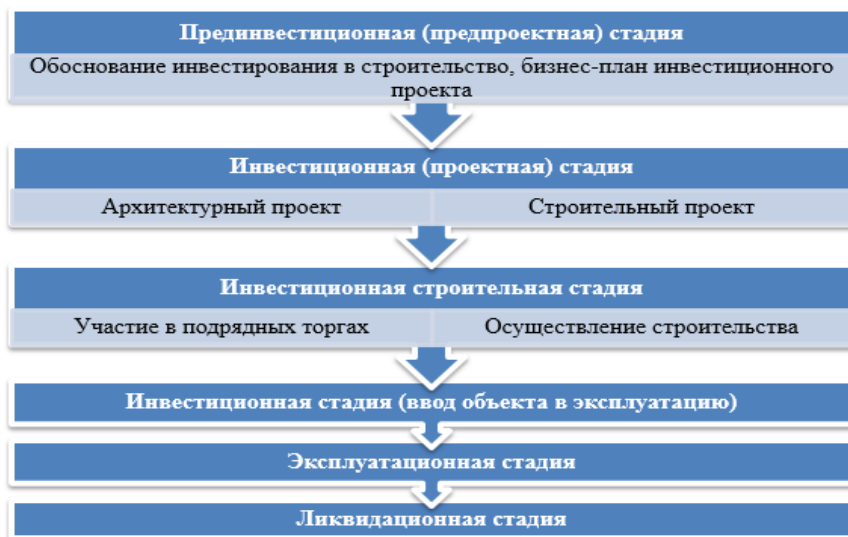 Прединвестиционная (предпроектная) стадия
Обоснование инвестирования в строительство, бизнес-план инвестиционного
проекта
Инвестиционная (проектная) стадия
Архитектурный проект
Строительный проект
Инвестиционная строительная стадия
Участие в подрядных торгах
Осуществление строительства
Инвестиционная стадия (ввод объекта в эксплуатацию)
Эксплуатационная стадия
Ликвидационная стадия